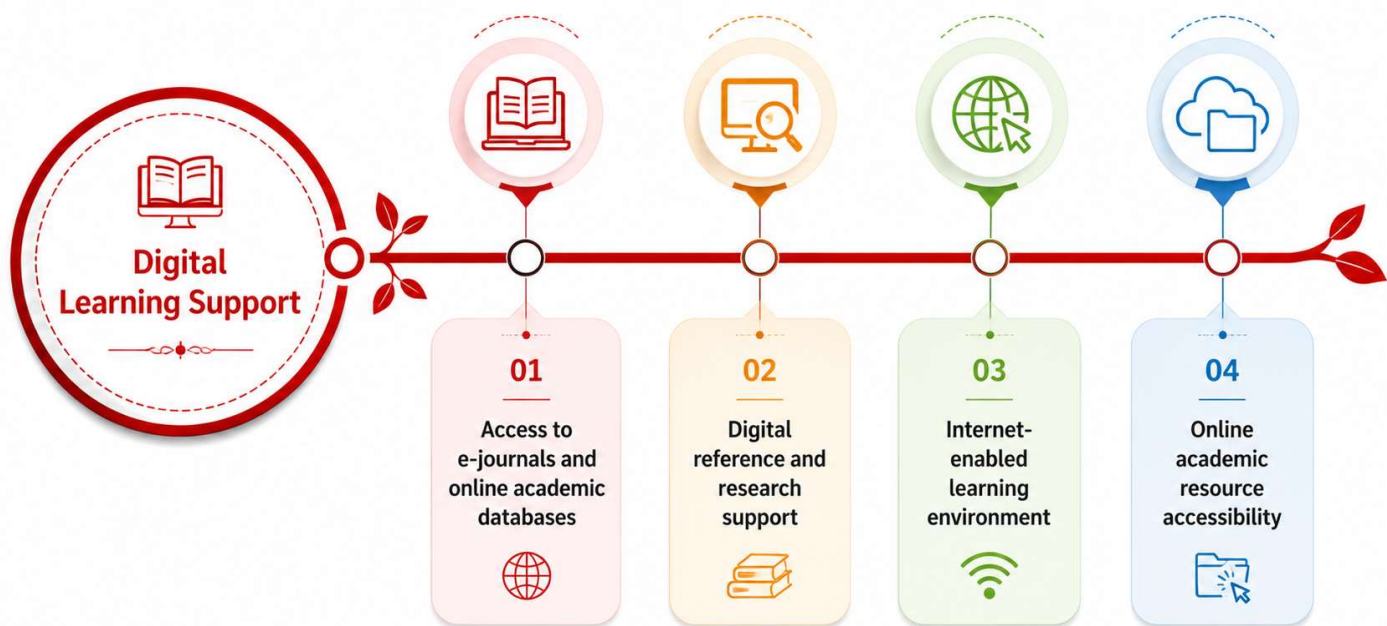 Digital
Learning Support
01
Access to
e-journals and
online academic
databases
02
Digital
reference and
research
support
03
Internet-
enabled
learning
environment
04
Online
academic
resource
accessibility